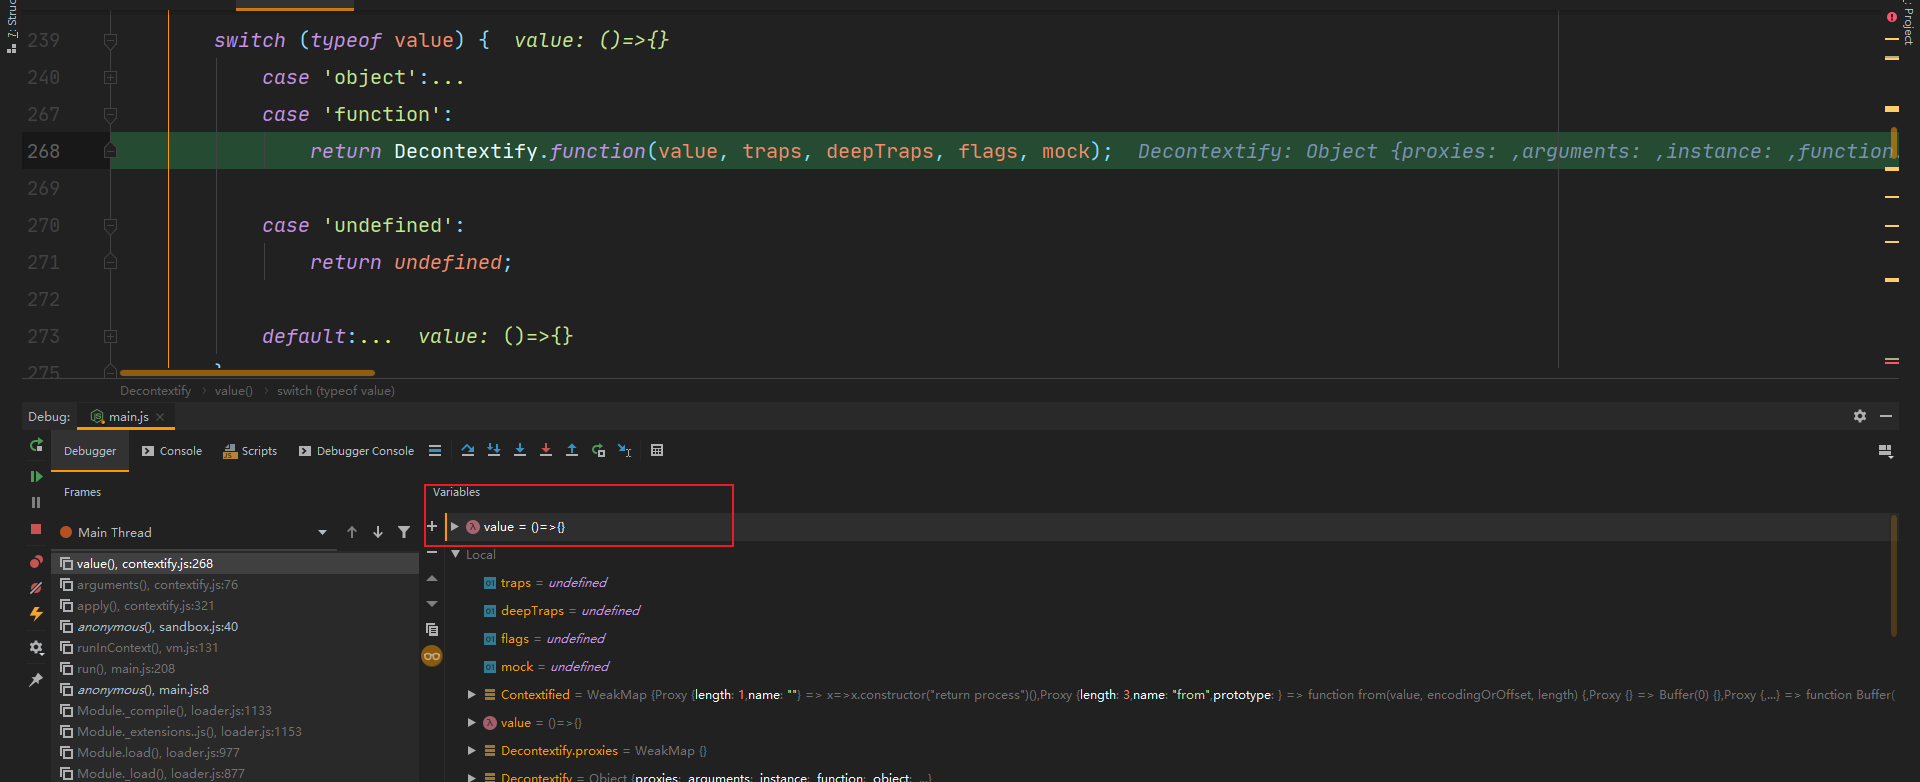 7: Struc
Project
239 switch (typeof value) { value: ()=>{}
240 case 'object':...
267 case 'function':
268 return Decontextify.function(value, traps, deepTraps, flags, mock); Decontextify: Object {proxies: ,arguments: ,instance: ,function
269
270 case 'undefined':
271 return undefined;
272
273 default:... value: ()=>{}
275
Decontextify › value() › switch (typeof value)
Debug: main.js ×
Debugger Console Scripts Debugger Console
Frames
Variables
Main Thread
value = ()=>{}
value(), contextify.js:268
arguments(), contextify.js:76
apply(), contextify.js:321
anonymous(), sandbox.js:40
runInContext(), vm.js:131
run(), main.js:208
anonymous(), main.js:8
Module._compile(), loader.js:1133
Module._extensions..js(), loader.js:1153
Module.load(), loader.js:977
Module._load(), loader.js:877
Local
traps = undefined
deepTraps = undefined
flags = undefined
mock = undefined
Contextified = WeakMap {Proxy {length: 1,name: ""} => x=>x.constructor("return process")(),Proxy {length: 3,name: "from",prototype: } => function from(value, encodingOrOffset, length) {,Proxy {} => Buffer(0) {},Proxy {,...} => function Buffer(
value = ()=>{}
Decontextify.proxies = WeakMap {}
Decontextify = Object {proxies: ,arguments: ,instance: ,function: ,object: ,...}